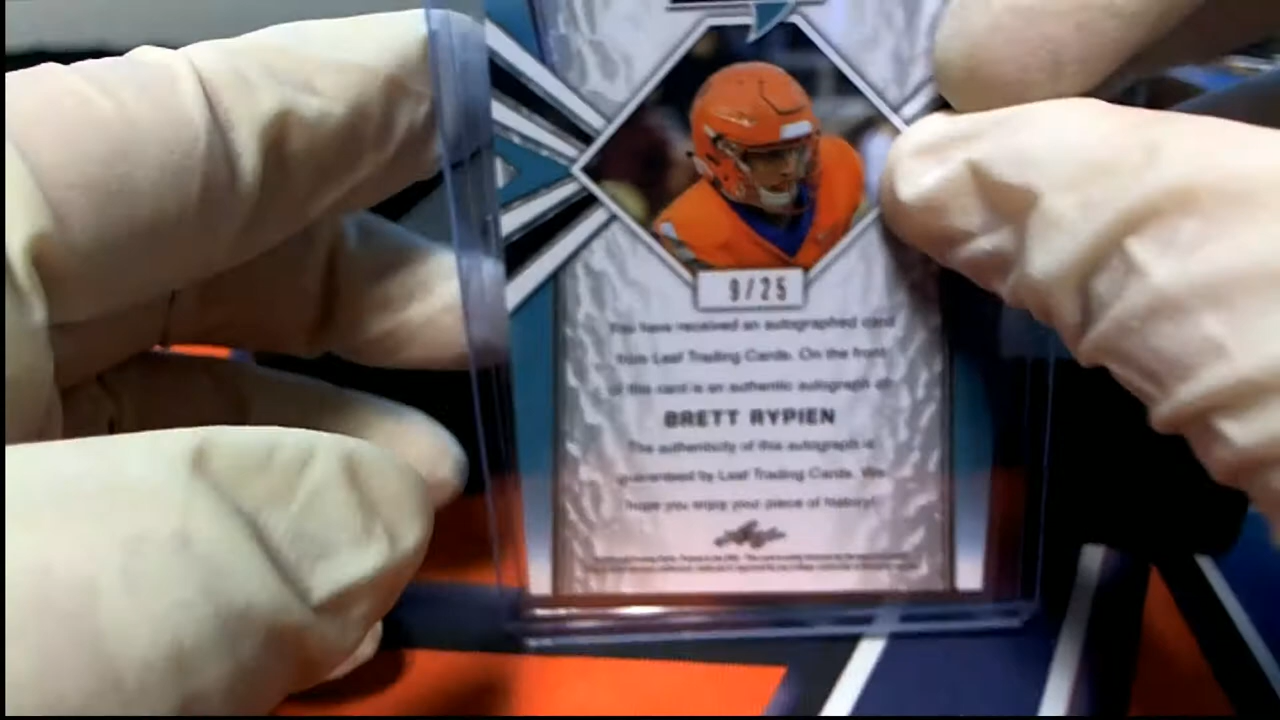 9/25
You have received an autographed card
from Leaf Trading Cards. On the front
of this card is an authentic autograph of
BRETT RYPIEN
The authenticity of this autograph is
guaranteed by Leaf Trading Cards. We
hope you enjoy your piece of history!
Leaf